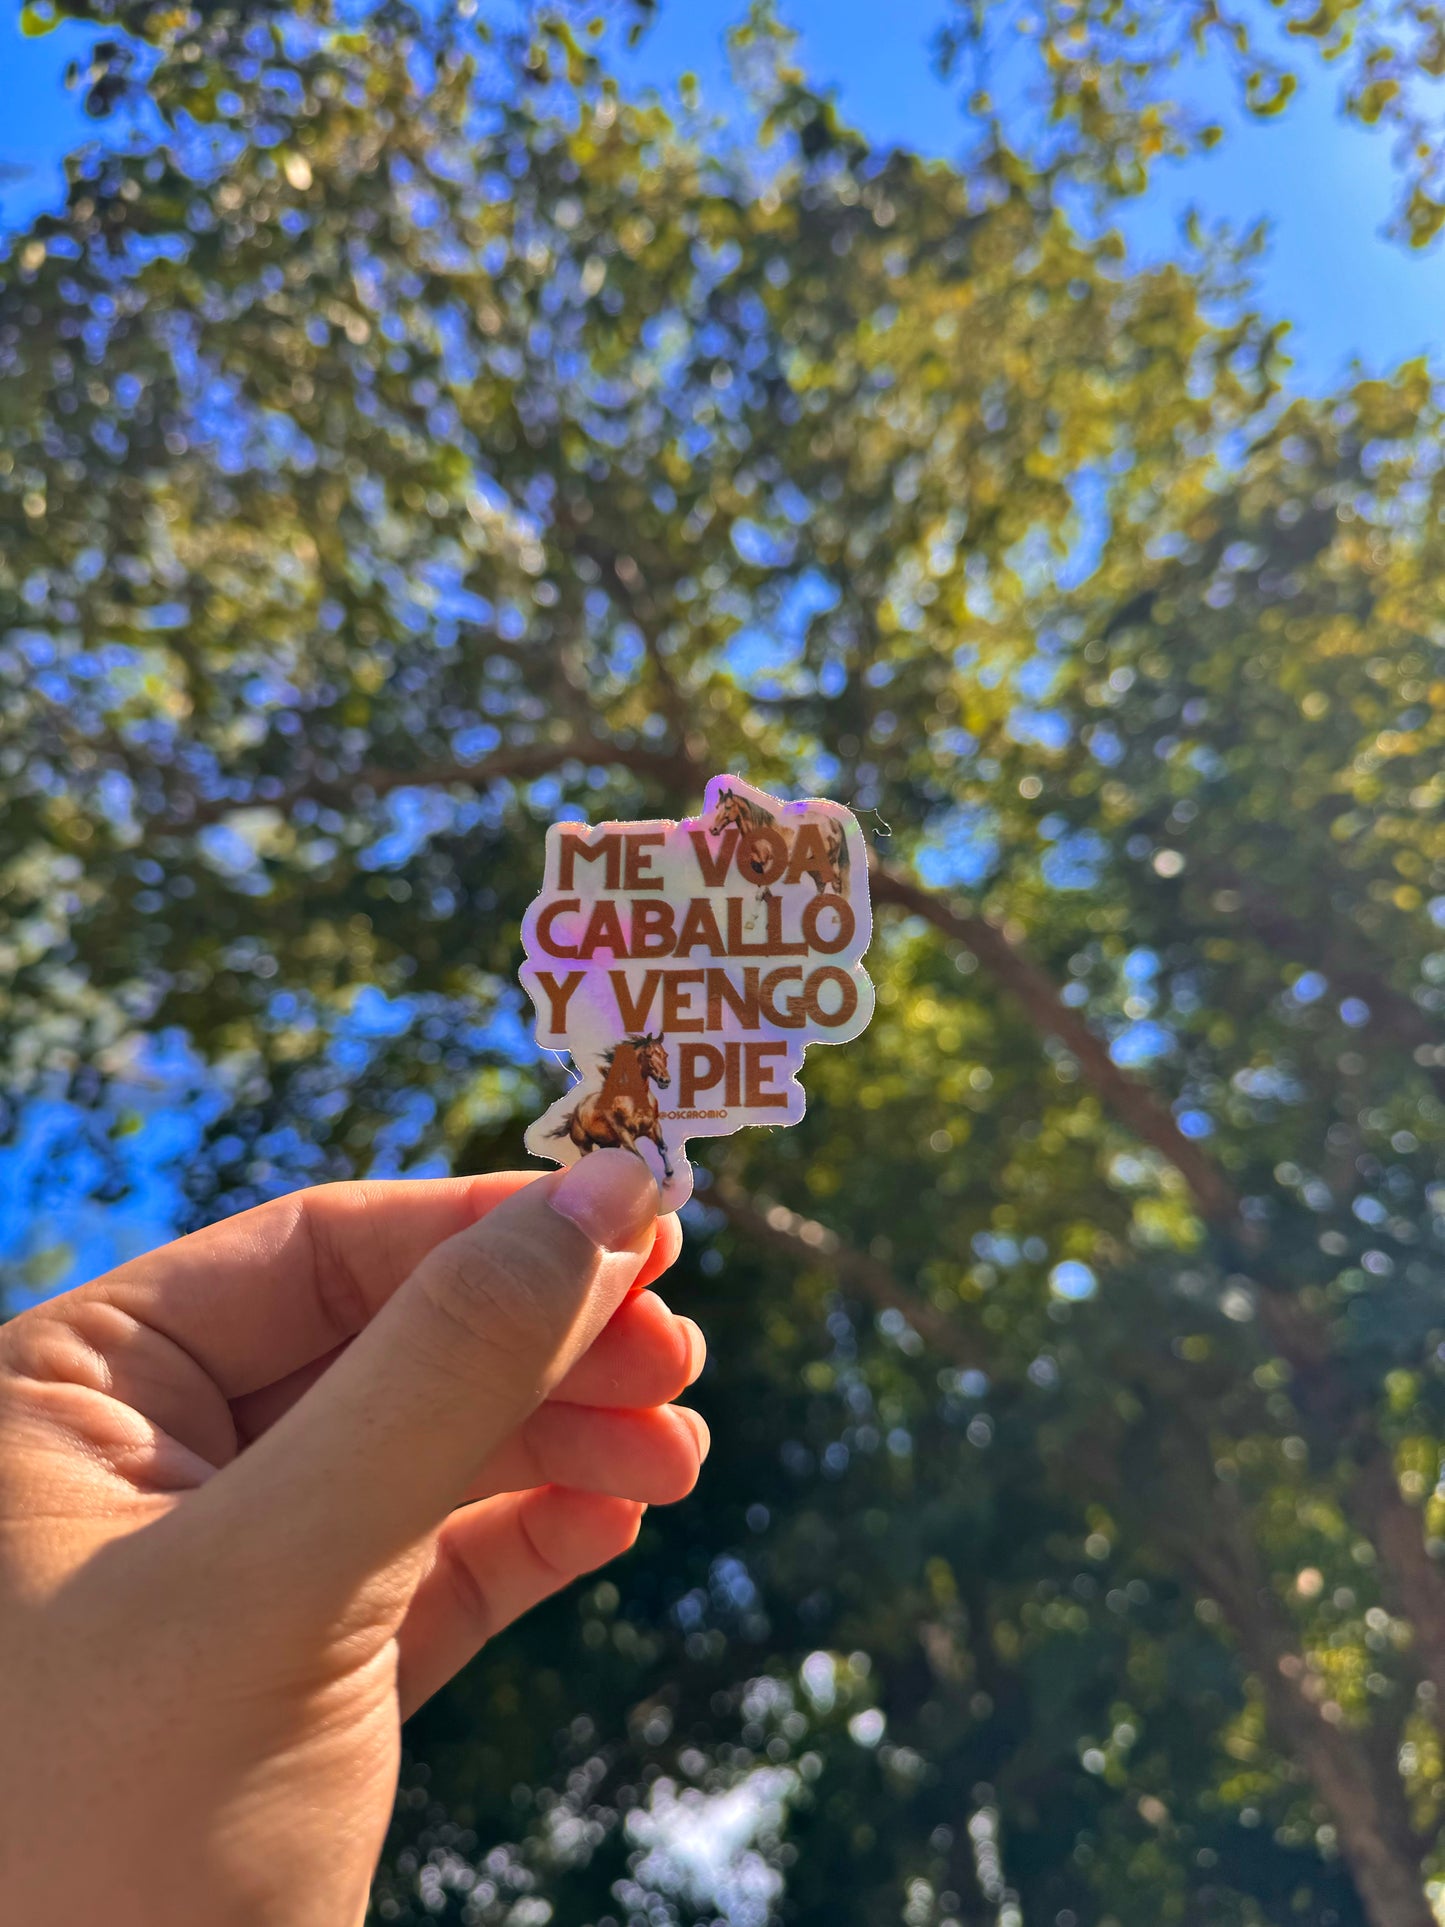 ME VOA
CABALLO
Y VENGO
A PIE
@OSCAROMIO